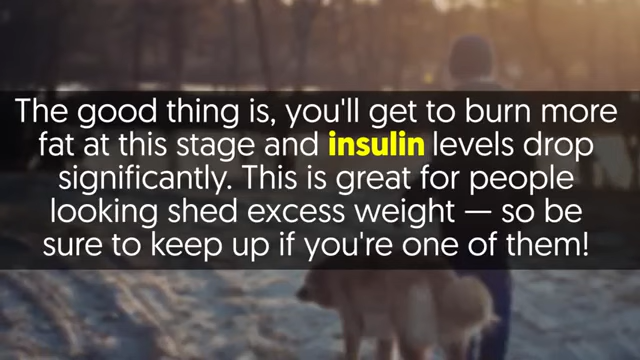 The good thing is, you'll get to burn more
fat at this stage and insulin levels drop
significantly. This is great for people
looking shed excess weight — so be
sure to keep up if you're one of them!